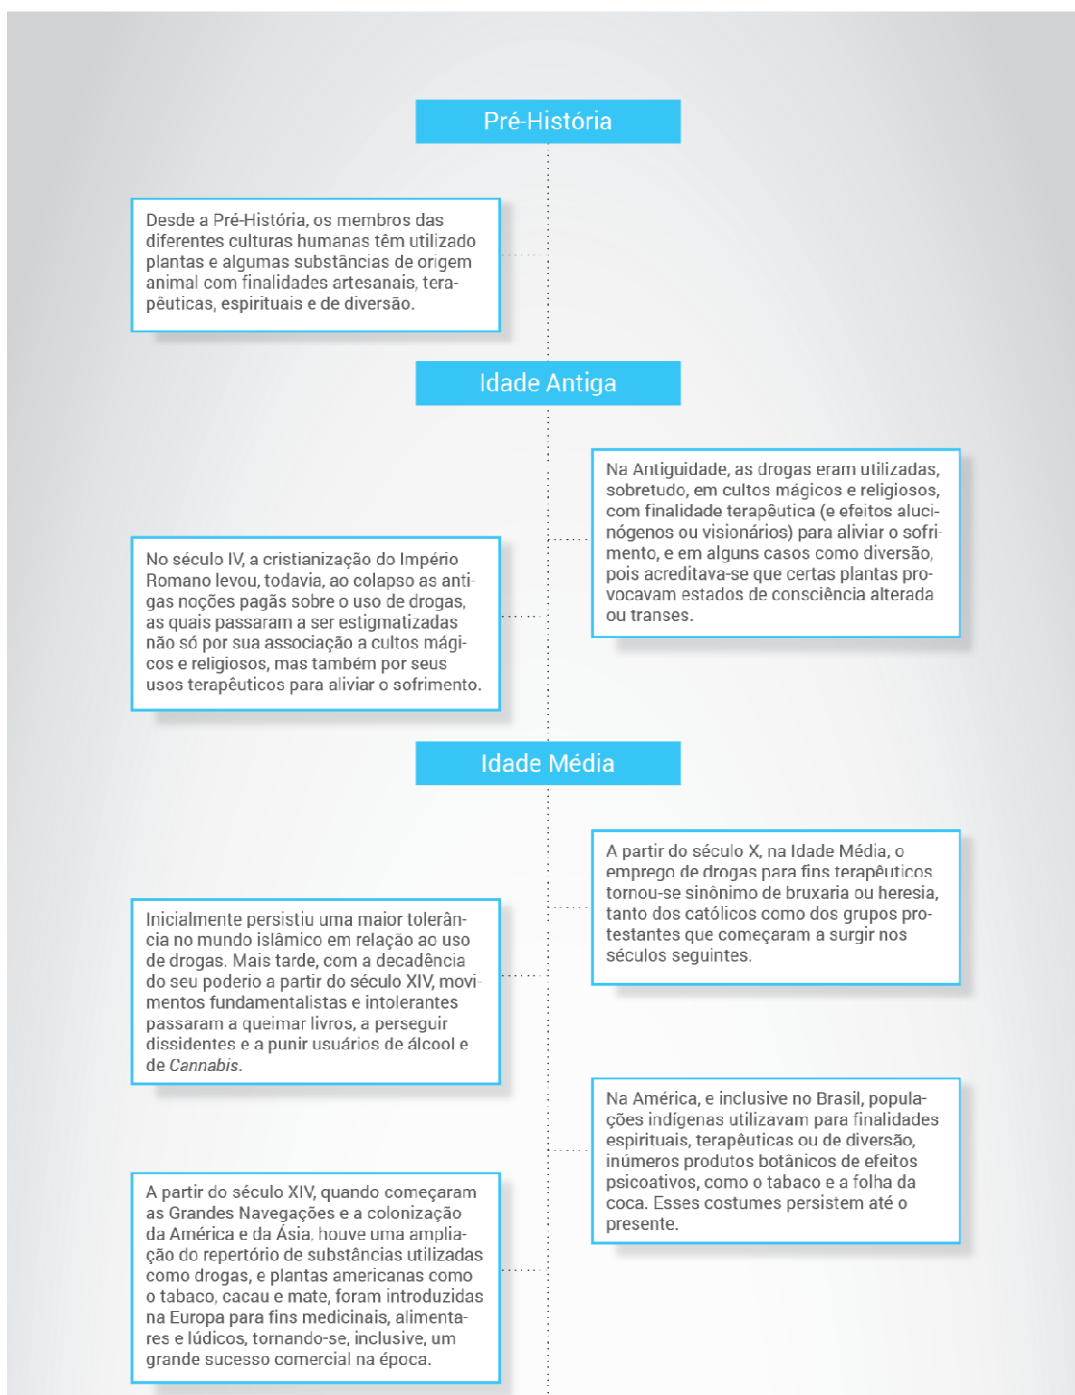 Pré-História
Desde a Pré-História, os membros das
diferentes culturas humanas têm utilizado
plantas e algumas substâncias de origem
animal com finalidades artesanais, tera-
pêuticas, espirituais e de diversão.
Idade Antiga
Na Antiguidade, as drogas eram utilizadas,
sobretudo, em cultos mágicos e religiosos,
com finalidade terapêutica (e efeitos aluci-
nógenos ou visionários) para aliviar o sofri-
mento, e em alguns casos como diversão,
pois acreditava-se que certas plantas pro-
vocavam estados de consciência alterada
ou transes.
No século IV, a cristianização do Império
Romano levou, todavia, ao colapso as anti-
gas noções pagãs sobre o uso de drogas,
as quais passaram a ser estigmatizadas
não só por sua associação a cultos mági-
cos e religiosos, mas também por seus
usos terapêuticos para aliviar o sofrimento.
Idade Média
A partir do século X, na Idade Média, o
emprego de drogas para fins terapêuticos
tornou-se sinônimo de bruxaria ou heresia,
tanto dos católicos como dos grupos pro-
testantes que começaram a surgir nos
séculos seguintes.
Inicialmente persistiu uma maior tolerân-
cia no mundo islâmico em relação ao uso
de drogas. Mais tarde, com a decadência
do seu poderio a partir do século XIV, movi-
mentos fundamentalistas e intolerantes
passaram a queimar livros, a perseguir
dissidentes e a punir usuários de álcool e
de Cannabis.
Na América, e inclusive no Brasil, popula-
ções indígenas utilizavam para finalidades
espirituais, terapêuticas ou de diversão,
inúmeros produtos botânicos de efeitos
psicoativos, como o tabaco e a folha da
coca. Esses costumes persistem até o
presente.
A partir do século XIV, quando começaram
as Grandes Navegações e a colonização
da América e da Ásia, houve uma amplia-
ção do repertório de substâncias utilizadas
como drogas, e plantas americanas como
o tabaco, cacau e mate, foram introduzidas
na Europa para fins medicinais, alimenta-
res e lúdicos, tornando-se, inclusive, um
grande sucesso comercial na época.